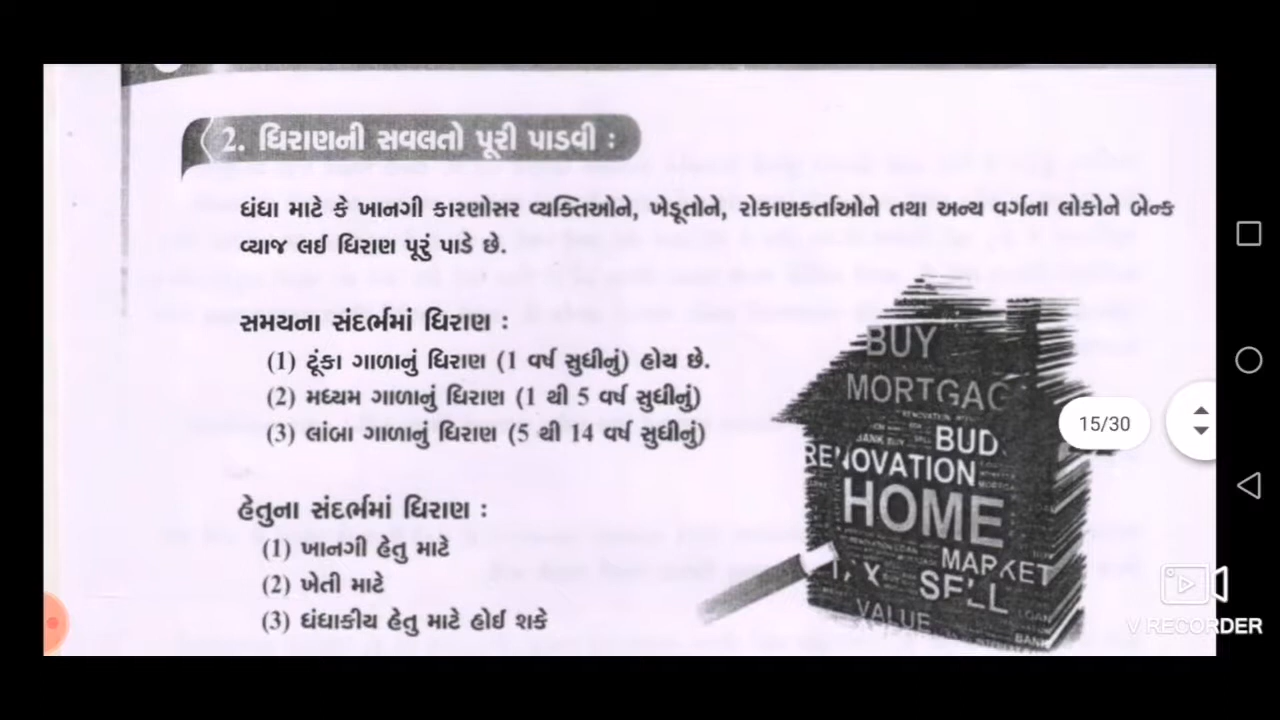 2. ધિરાણની સવલતો પૂરી પાડવી :
ધંધા માટે કે ખાનગી કારણોસર વ્યક્તિઓને, ખેડૂતોને, રોકાણકર્તાઓને તથા અન્ય વર્ગના લોકોને બેન્ક
વ્યાજ લઈ ધિરાણ પૂરું પાડે છે.
સમયના સંદર્ભમાં ધિરાણ :
(1) ટૂંકા ગાળાનું ધિરાણ (1 વર્ષ સુધીનું) હોય છે.
(2) મધ્યમ ગાળાનું ધિરાણ (1 થી 5 વર્ષ સુધીનું)
(3) લાંબા ગાળાનું ધિરાણ (5 થી 14 વર્ષ સુધીનું)
હેતુના સંદર્ભમાં ધિરાણ :
(1) ખાનગી હેતુ માટે
(2) ખેતી માટે
(3) ધંધાકીય હેતુ માટે હોઈ શકે
BUY
MORTGAG
BUD
RENOVATION
HOME
MARKET
SELL
VALUE
15/30
V RECORDER